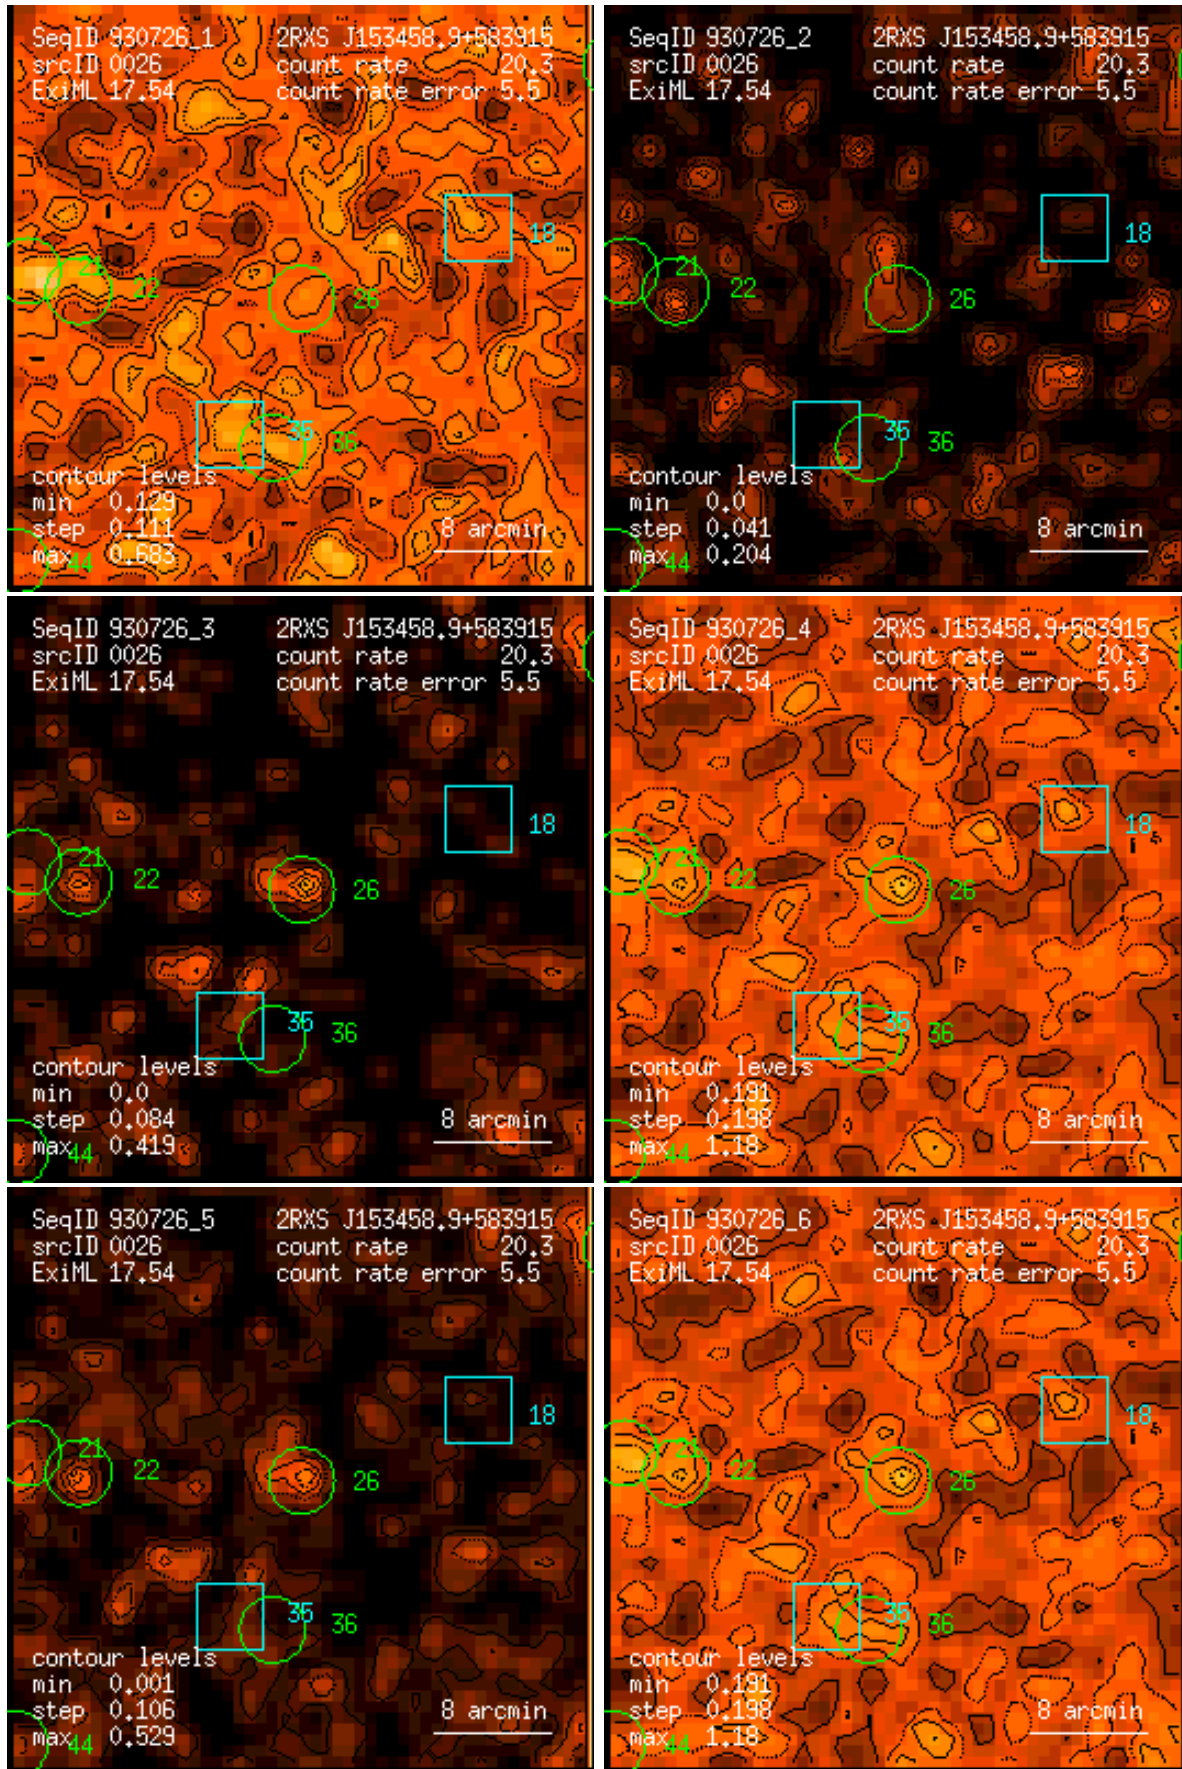 SeqID 930726_1 2RXS J153458.9+583915
srcID 0026 count rate 20.3
ExiML 17.54 count rate error 5.5
18
21
22
26
35
36
contour levels
min 0.129
step 0.111
max 0.683
44
8 arcmin
SeqID 930726_2 2RXS J153458.9+583915
srcID 0026 count rate 20.3
ExiML 17.54 count rate error 5.5
18
21
22
26
35
36
contour levels
min 0.0
step 0.041
max 0.204
44
8 arcmin
SeqID 930726_3 2RXS J153458.9+583915
srcID 0026 count rate 20.3
ExiML 17.54 count rate error 5.5
18
21
22
26
35
36
contour levels
min 0.0
step 0.084
max 0.419
44
8 arcmin
SeqID 930726_4 2RXS J153458.9+583915
srcID 0026 count rate 20.3
ExiML 17.54 count rate error 5.5
18
21
22
26
35
36
contour levels
min 0.191
step 0.198
max 1.18
44
8 arcmin
SeqID 930726_5 2RXS J153458.9+583915
srcID 0026 count rate 20.3
ExiML 17.54 count rate error 5.5
18
21
22
26
35
36
contour levels
min 0.001
step 0.106
max 0.529
44
8 arcmin
SeqID 930726_6 2RXS J153458.9+583915
srcID 0026 count rate 20.3
ExiML 17.54 count rate error 5.5
18
21
22
26
35
36
contour levels
min 0.191
step 0.198
max 1.18
44
8 arcmin